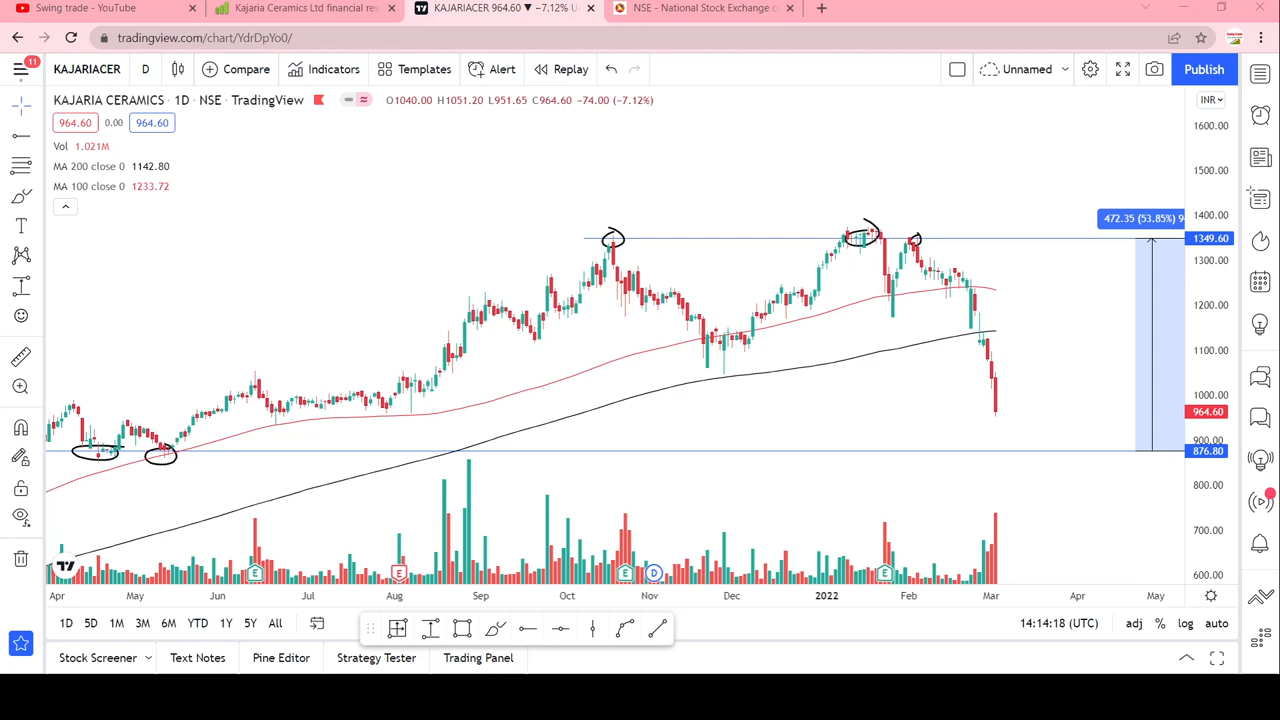 Swing trade - YouTube
Kajaria Ceramics Ltd financial res
KAJARIACER 964.60 ▼ −7.12% U
NSE - National Stock Exchange o
tradingview.com/chart/YdrDpYo0/
11
KAJARIACER D Compare Indicators Templates Alert Replay Unnamed Publish
KAJARIA CERAMICS · 1D · NSE · TradingView O1040.00 H1051.20 L951.65 C964.60 −74.00 (−7.12%) INR
964.60 0.00 964.60
Vol 1.021M
MA 200 close 0 1142.80
MA 100 close 0 1233.72
472.35 (53.85%)
1600.00
1500.00
1400.00
1349.60
1300.00
1200.00
1100.00
1000.00
964.60
900.00
876.80
800.00
700.00
600.00
E E E D E
Apr May Jun Jul Aug Sep Oct Nov Dec 2022 Feb Mar Apr May
1D 5D 1M 3M 6M YTD 1Y 5Y All 14:14:18 (UTC) adj % log auto
Stock Screener Text Notes Pine Editor Strategy Tester Trading Panel